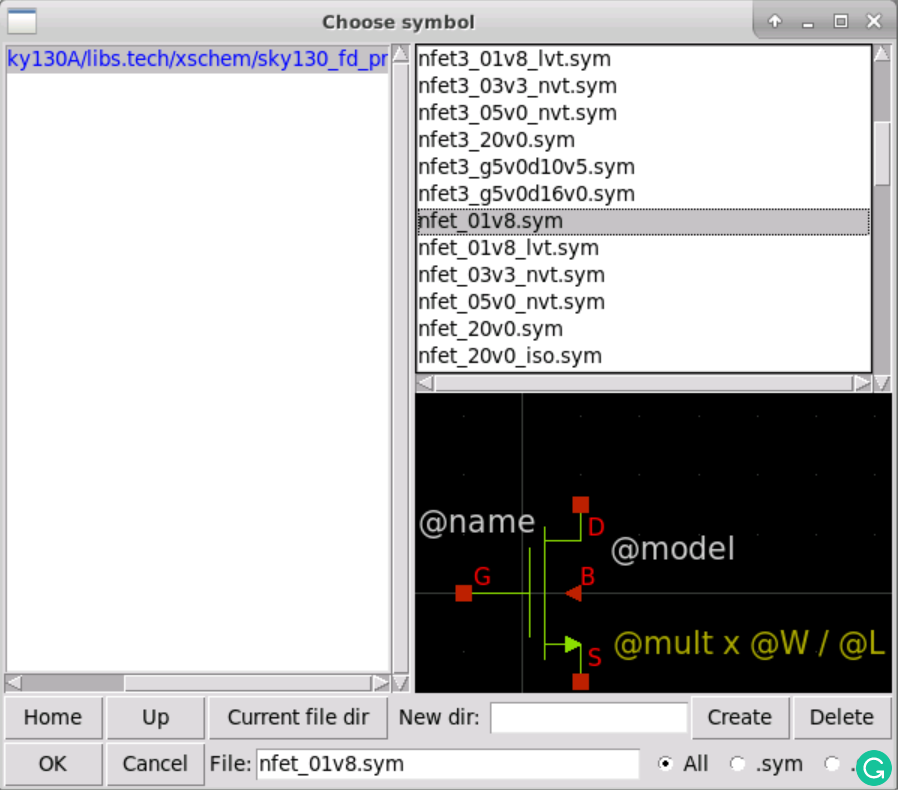 Choose symbol
ky130A/libs.tech/xschem/sky130_fd_pr
nfet3_01v8_lvt.sym
nfet3_03v3_nvt.sym
nfet3_05v0_nvt.sym
nfet3_20v0.sym
nfet3_g5v0d10v5.sym
nfet3_g5v0d16v0.sym
nfet_01v8.sym
nfet_01v8_lvt.sym
nfet_03v3_nvt.sym
nfet_05v0_nvt.sym
nfet_20v0.sym
nfet_20v0_iso.sym
@name
D
@model
G
B
@mult x @W / @L
S
Home Up Current file dir New dir: Create Delete
OK Cancel File: nfet_01v8.sym All .sym .